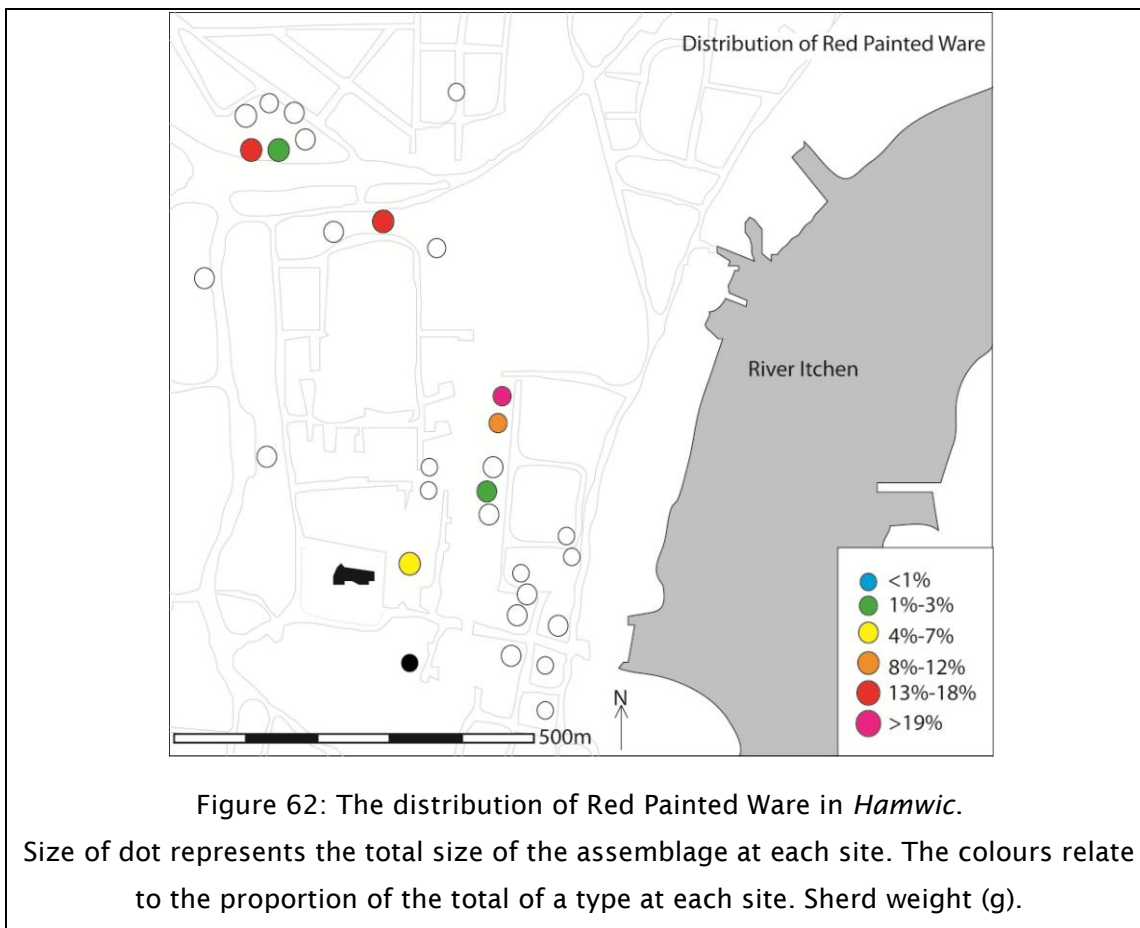 Distribution of Red Painted Ware
River Itchen
<1%
1%-3%
4%-7%
8%-12%
13%-18%
>19%
N
500m
Figure 62: The distribution of Red Painted Ware in Hamwic.
Size of dot represents the total size of the assemblage at each site. The colours relate
to the proportion of the total of a type at each site. Sherd weight (g).